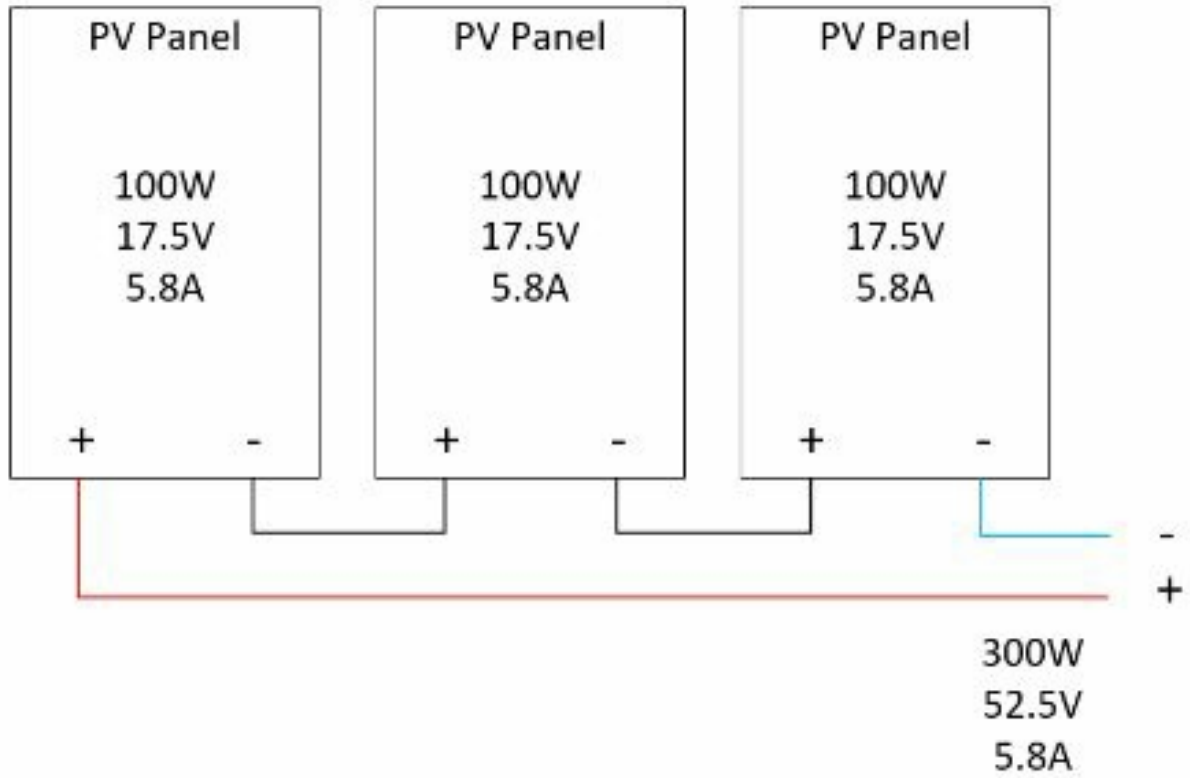 PV Panel
100W
17.5V
5.8A
+ -
PV Panel
100W
17.5V
5.8A
+ -
PV Panel
100W
17.5V
5.8A
+ -
-
+
300W
52.5V
5.8A